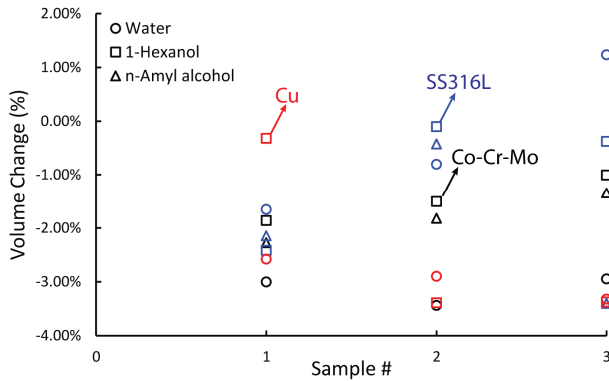 2.00%
Water
1-Hexanol
n-Amyl alcohol
1.00%
Cu
SS316L
0.00%
Co-Cr-Mo
-1.00%
-2.00%
-3.00%
-4.00%
Volume Change (%)
0
1
2
3
Sample #